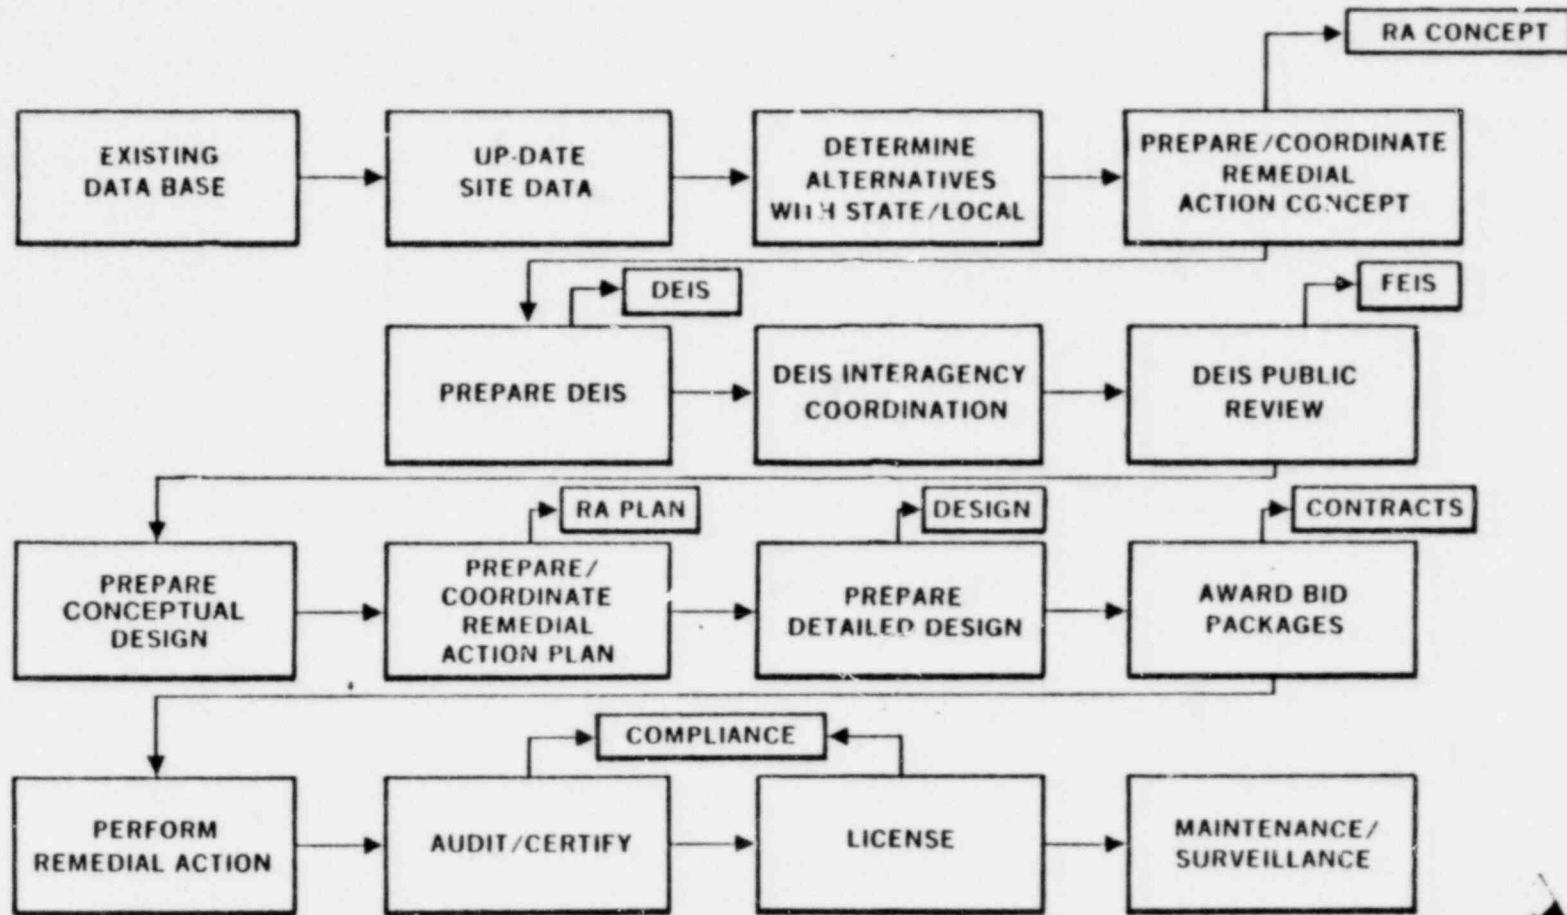 RA CONCEPT
EXISTING
DATA BASE
UP-DATE
SITE DATA
DETERMINE
ALTERNATIVES
WITH STATE/LOCAL
PREPARE/COORDINATE
REMEDIAL
ACTION CONCEPT
DEIS
FEIS
PREPARE DEIS
DEIS INTERAGENCY
COORDINATION
DEIS PUBLIC
REVIEW
RA PLAN
DESIGN
CONTRACTS
PREPARE
CONCEPTUAL
DESIGN
PREPARE/
COORDINATE
REMEDIAL
ACTION PLAN
PREPARE
DETAILED DESIGN
AWARD BID
PACKAGES
COMPLIANCE
PERFORM
REMEDIAL ACTION
AUDIT/CERTIFY
LICENSE
MAINTENANCE/
SURVEILLANCE